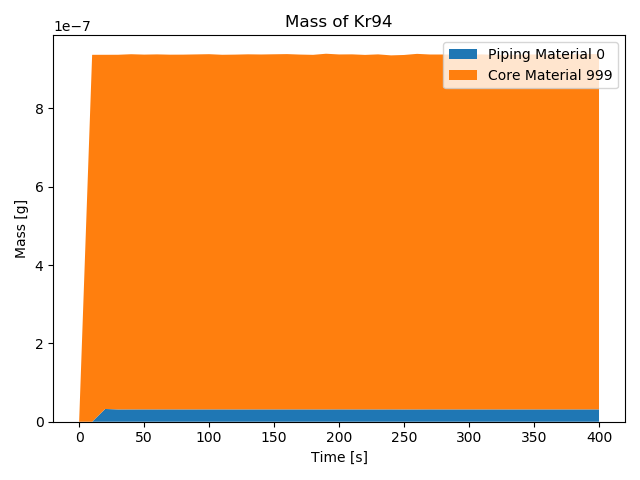 Mass of Kr94
1e−7
Piping Material 0
Core Material 999
8
6
4
2
0
Mass [g]
0 50 100 150 200 250 300 350 400
Time [s]